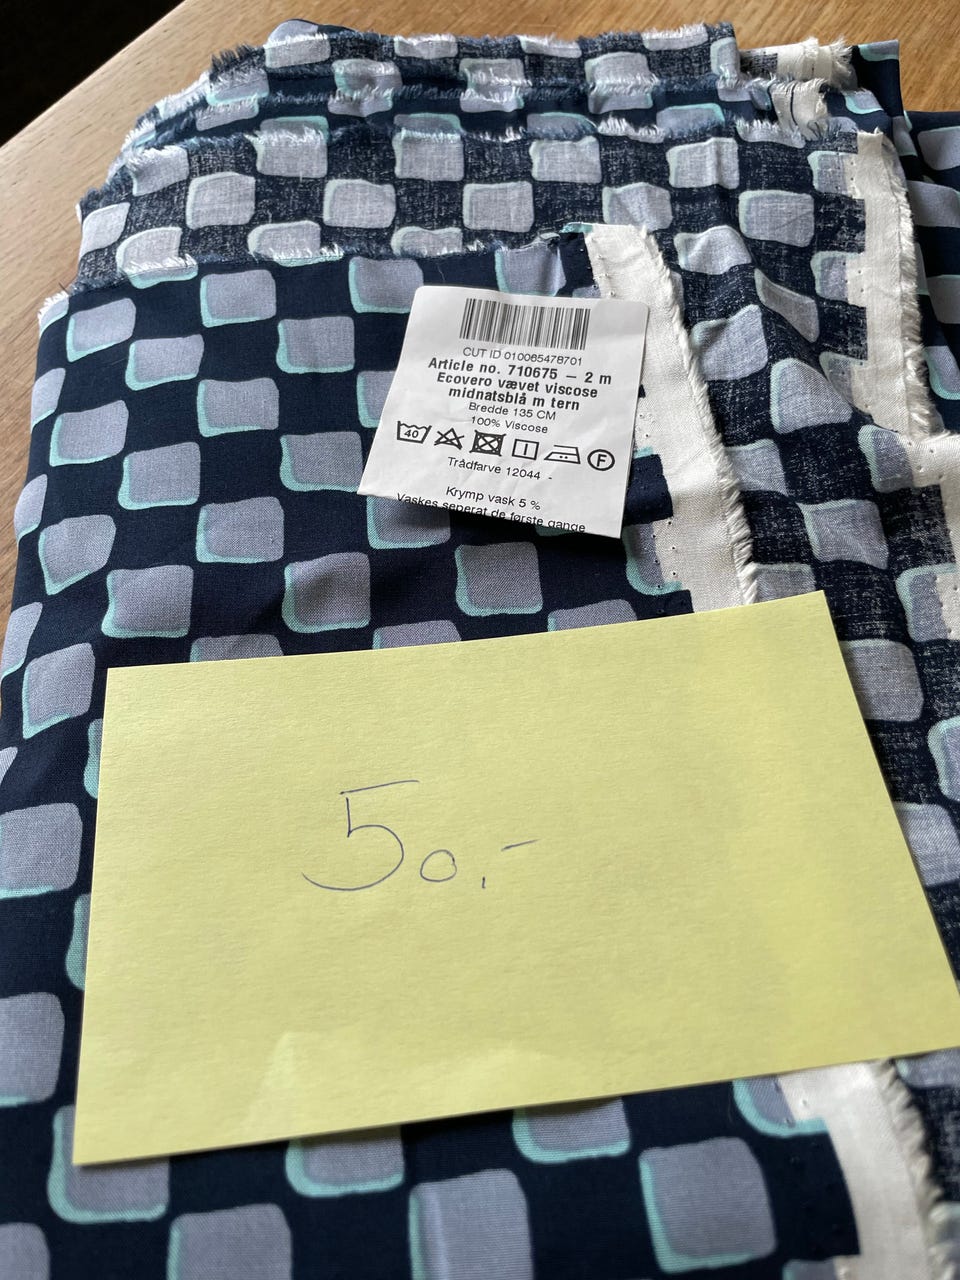 CUT ID 010065478701
Article no. 710675 – 2 m
Ecovero vævet viscose
midnatsblå m tern
Bredde 135 CM
100% Viscose
40 F
Trådfarve 12044 -
Krymp vask 5 %
Vaskes seperat de første gange
50,-